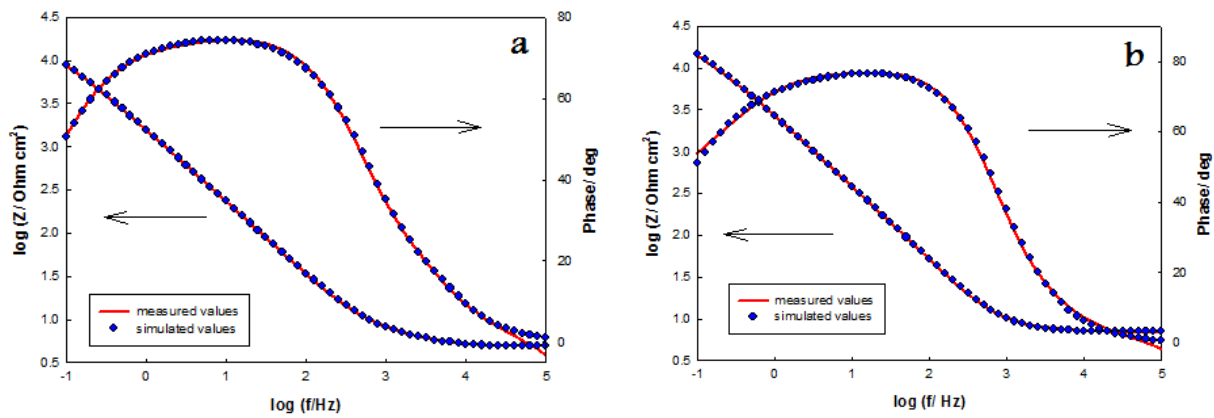 a
4.5
4.0
3.5
3.0
2.5
2.0
1.5
1.0
0.5
log (Z/ Ohm cm²)
80
60
40
20
0
Phase/ deg
measured values
simulated values
-1 0 1 2 3 4 5
log (f/Hz)
b
4.5
4.0
3.5
3.0
2.5
2.0
1.5
1.0
0.5
log (Z/ Ohm cm²)
80
60
40
20
0
Phase/ deg
measured values
simulated values
-1 0 1 2 3 4 5
log (f/ Hz)